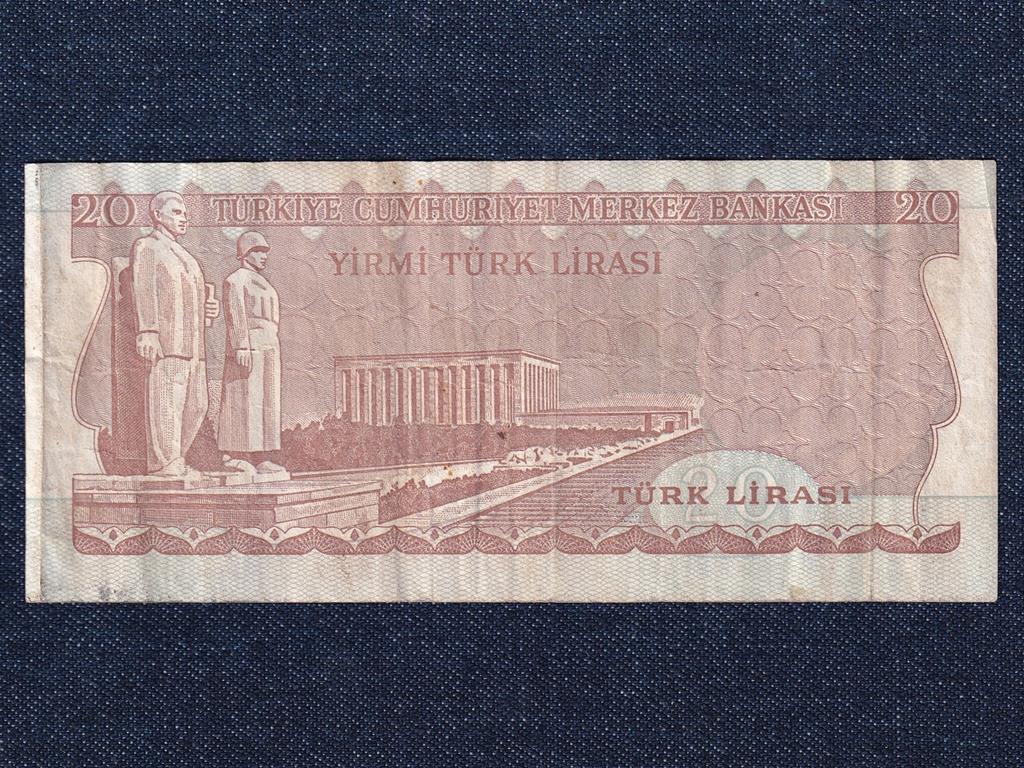 20 TÜRKİYE CUMHURİYET MERKEZ BANKASI 20
YİRMİ TÜRK LİRASI
20
TÜRK LİRASI